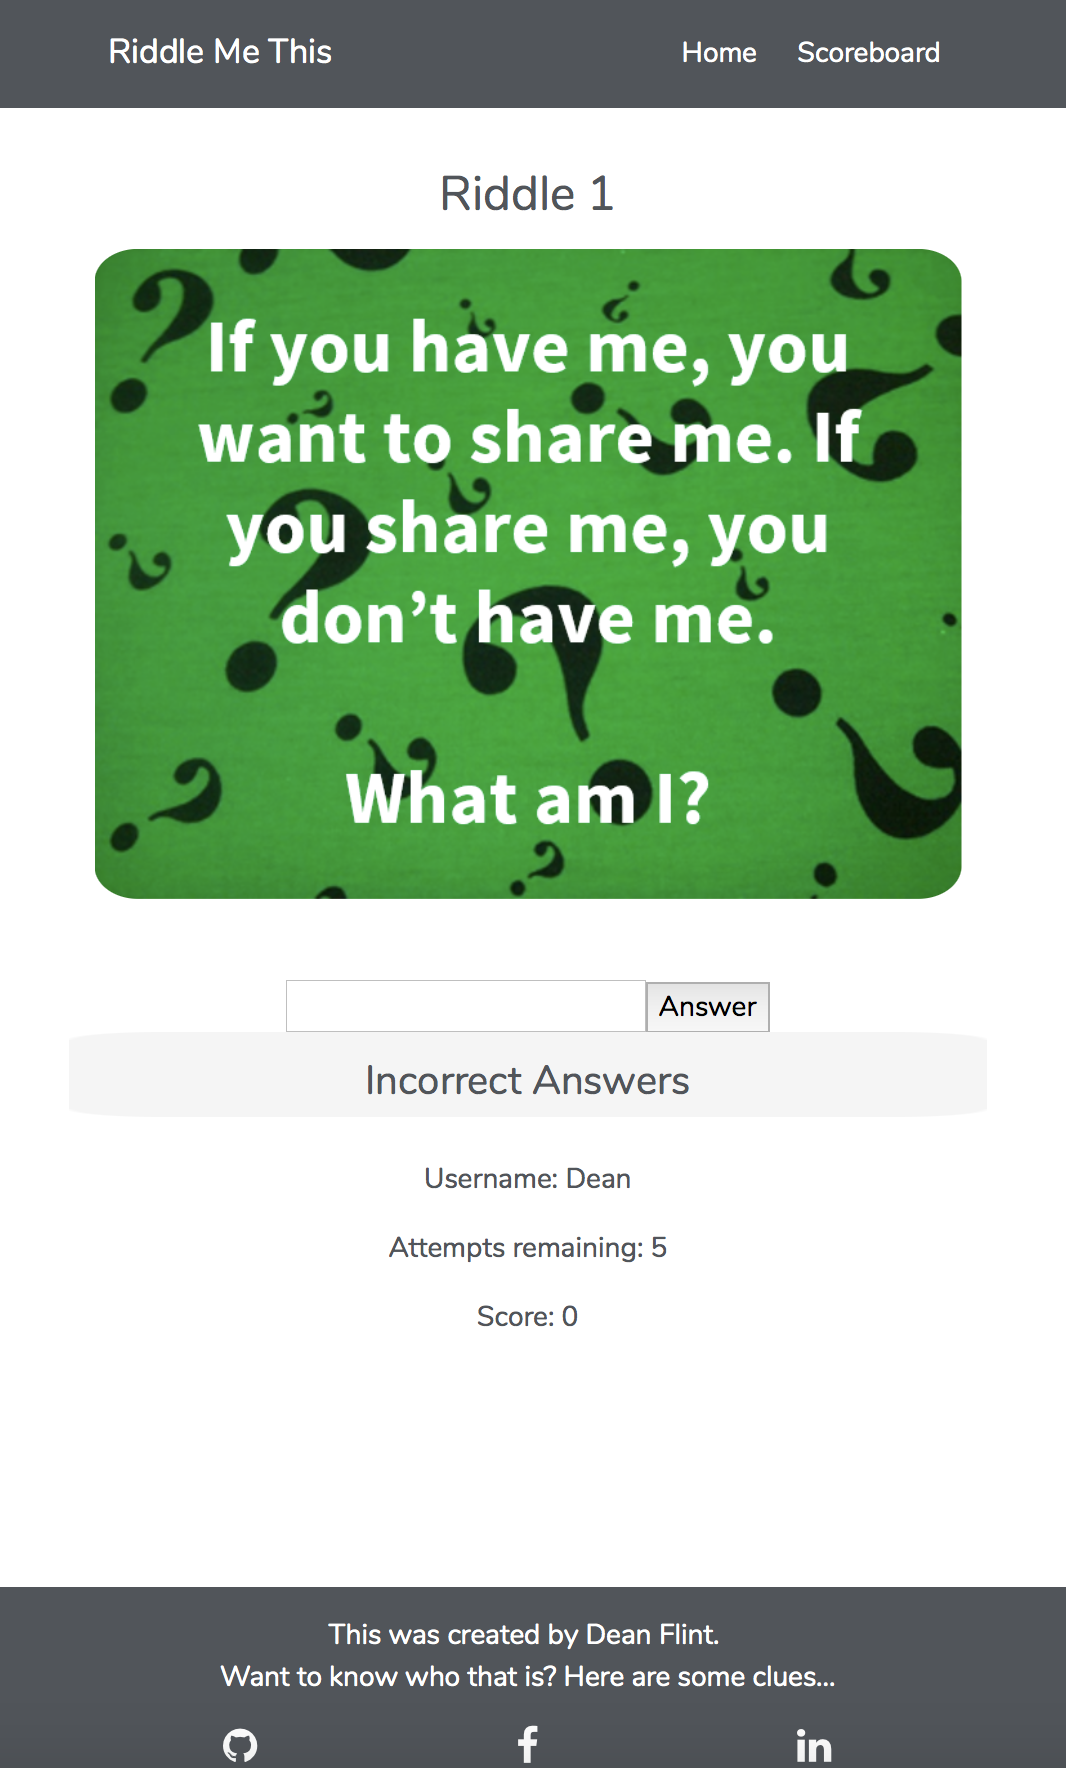 Riddle Me This
Home Scoreboard
Riddle 1
If you have me, you
want to share me. If
you share me, you
don’t have me.
What am I?
Answer
Incorrect Answers
Username: Dean
Attempts remaining: 5
Score: 0
This was created by Dean Flint.
Want to know who that is? Here are some clues...